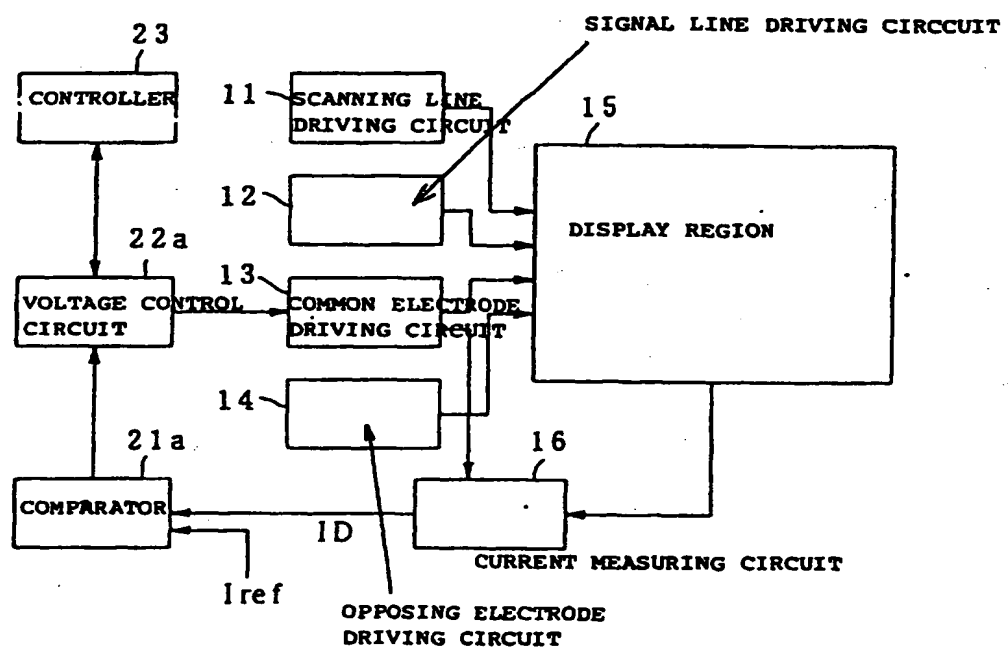 SIGNAL LINE DRIVING CIRCCUIT
23
CONTROLLER
11
SCANNING LINE
DRIVING CIRCUIT
15
12
DISPLAY REGION
22a
VOLTAGE CONTROL
CIRCUIT
13
COMMON ELECTRODE
DRIVING CIRCUIT
14
21a
COMPARATOR
16
ID
CURRENT MEASURING CIRCUIT
Iref
OPPOSING ELECTRODE
DRIVING CIRCUIT